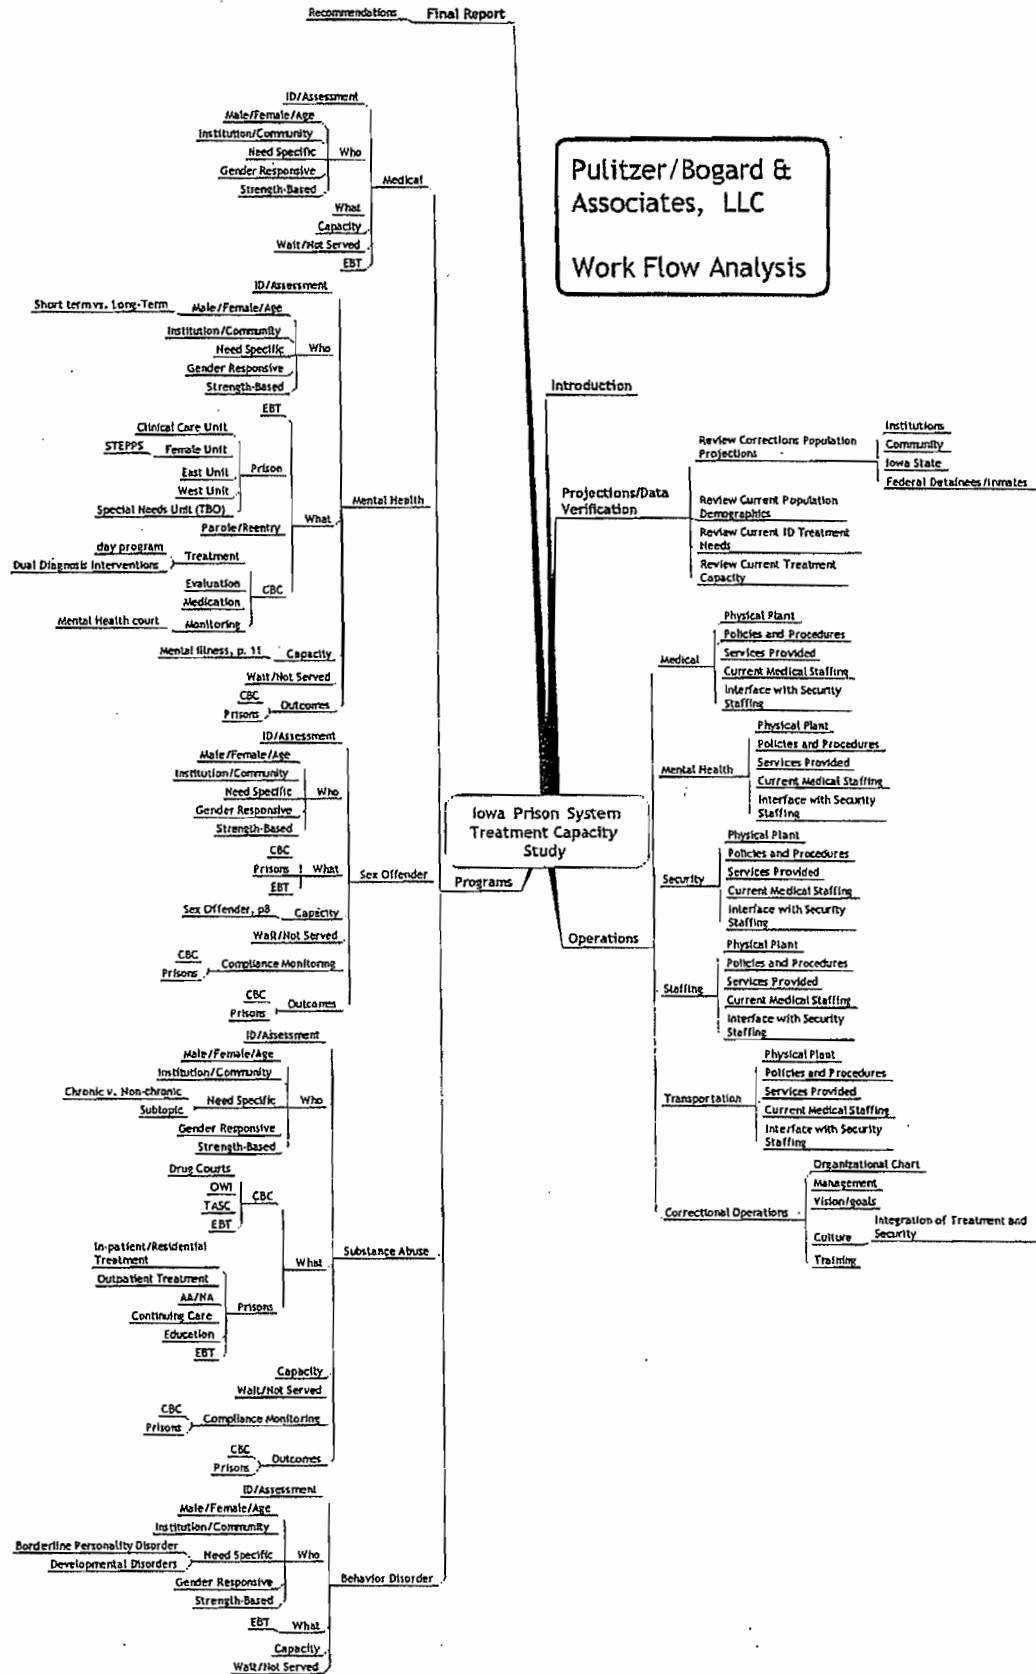 Recommendations
Final Report
Pulitzer/Bogard &
Associates, LLC
Work Flow Analysis
ID/Assessment
Male/Female/Age
Institution/Community
Need Specific
Gender Responsive
Strength-Based
Who
What
Capacity
Wait/Not Served
EBT
Medical
ID/Assessment
Short term vs. Long-Term
Male/Female/Age
Institution/Community
Need Specific
Gender Responsive
Strength-Based
Who
EBT
Clinical Care Unit
STEPPS
Female Unit
East Unit
West Unit
Special Needs Unit (TBO)
Prison
Parole/Reentry
day program
Dual Diagnosis Interventions
Treatment
Evaluation
Medication
Mental Health court
Monitoring
CBC
What
Mental Illness, p. 11
Capacity
Wait/Not Served
CBC
Prisons
Outcomes
Mental Health
ID/Assessment
Male/Female/Age
Institution/Community
Need Specific
Gender Responsive
Strength-Based
Who
CBC
Prisons
EBT
What
Sex Offender, p8
Capacity
Wait/Not Served
CBC
Prisons
Compliance Monitoring
CBC
Prisons
Outcomes
Sex Offender
ID/Assessment
Male/Female/Age
Institution/Community
Chronic v. Non-chronic
Subtopic
Need Specific
Gender Responsive
Strength-Based
Who
Drug Courts
OWI
TASC
EBT
CBC
In-patient/Residential
Treatment
Outpatient Treatment
AA/NA
Continuing Care
Education
EBT
Prisons
What
Capacity
Wait/Not Served
CBC
Prisons
Compliance Monitoring
CBC
Prisons
Outcomes
Substance Abuse
ID/Assessment
Male/Female/Age
Institution/Community
Borderline Personality Disorder
Developmental Disorders
Need Specific
Gender Responsive
Strength-Based
Who
EBT
What
Capacity
Wait/Not Served
Behavior Disorder
Programs
Iowa Prison System
Treatment Capacity
Study
Introduction
Projections/Data
Verification
Review Corrections Population
Projections
Institutions
Community
Iowa State
Federal Detainees/Inmates
Review Current Population
Demographics
Review Current ID Treatment
Needs
Review Current Treatment
Capacity
Operations
Medical
Physical Plant
Policies and Procedures
Services Provided
Current Medical Staffing
Interface with Security
Staffing
Mental Health
Physical Plant
Policies and Procedures
Services Provided
Current Medical Staffing
Interface with Security
Staffing
Security
Physical Plant
Policies and Procedures
Services Provided
Current Medical Staffing
Interface with Security
Staffing
Staffing
Physical Plant
Policies and Procedures
Services Provided
Current Medical Staffing
Interface with Security
Staffing
Transportation
Physical Plant
Policies and Procedures
Services Provided
Current Medical Staffing
Interface with Security
Staffing
Correctional Operations
Organizational Chart
Management
Vision/goals
Culture
Integration of Treatment and
Security
Training